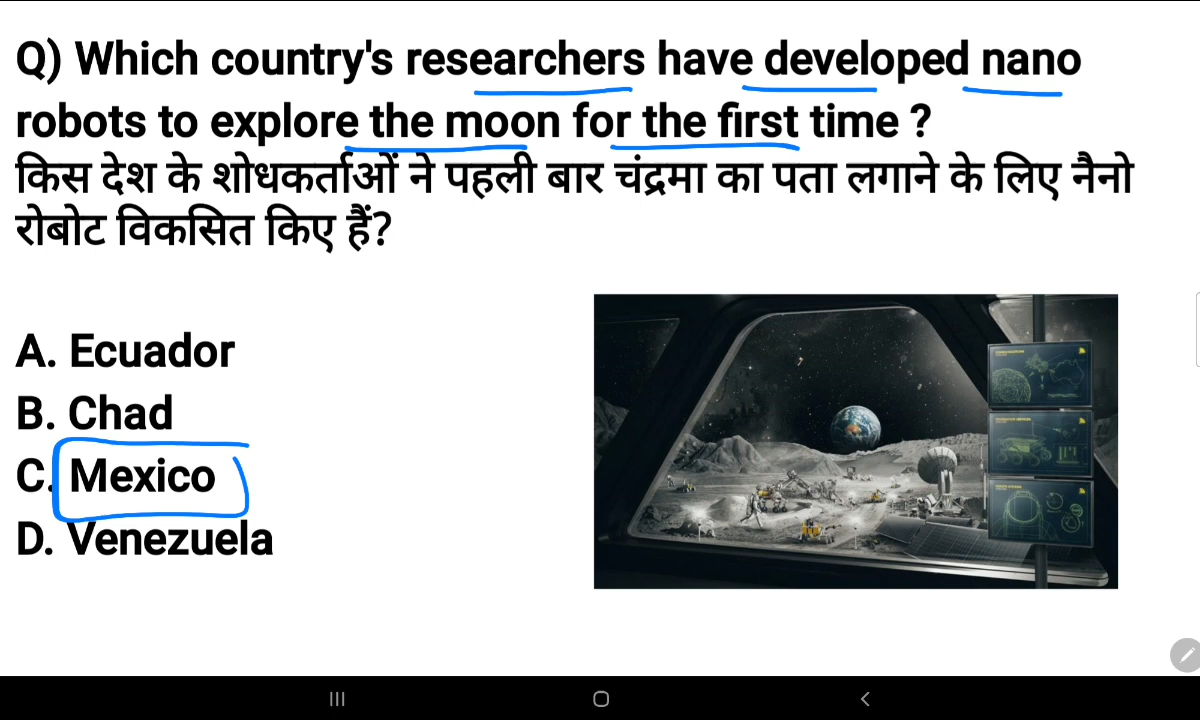 Q) Which country's researchers have developed nano
robots to explore the moon for the first time ?
किस देश के शोधकर्ताओं ने पहली बार चंद्रमा का पता लगाने के लिए नैनो
रोबोट विकसित किए हैं?
A. Ecuador
B. Chad
C. Mexico
D. Venezuela